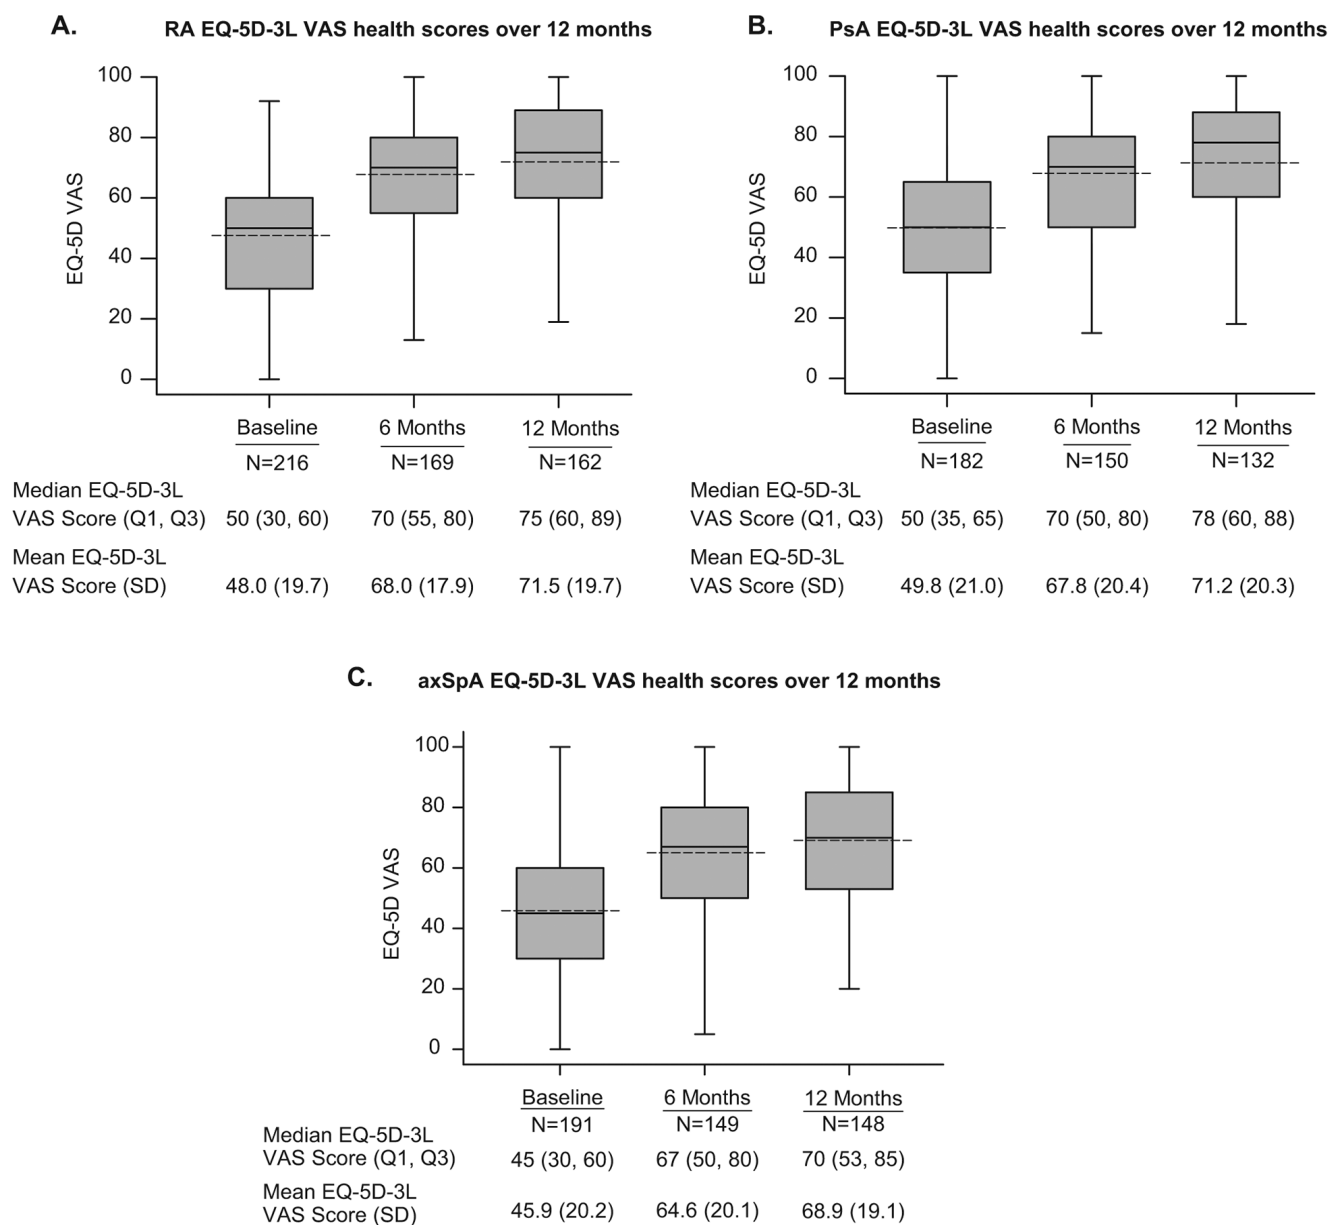 A. RA EQ-5D-3L VAS health scores over 12 months
EQ-5D VAS
100
80
60
40
20
0
Baseline 6 Months 12 Months
N=216 N=169 N=162
Median EQ-5D-3L
VAS Score (Q1, Q3) 50 (30, 60) 70 (55, 80) 75 (60, 89)
Mean EQ-5D-3L
VAS Score (SD) 48.0 (19.7) 68.0 (17.9) 71.5 (19.7)
B. PsA EQ-5D-3L VAS health scores over 12 months
EQ-5D VAS
100
80
60
40
20
0
Baseline 6 Months 12 Months
N=182 N=150 N=132
Median EQ-5D-3L
VAS Score (Q1, Q3) 50 (35, 65) 70 (50, 80) 78 (60, 88)
Mean EQ-5D-3L
VAS Score (SD) 49.8 (21.0) 67.8 (20.4) 71.2 (20.3)
C. axSpA EQ-5D-3L VAS health scores over 12 months
EQ-5D VAS
100
80
60
40
20
0
Baseline 6 Months 12 Months
N=191 N=149 N=148
Median EQ-5D-3L
VAS Score (Q1, Q3) 45 (30, 60) 67 (50, 80) 70 (53, 85)
Mean EQ-5D-3L
VAS Score (SD) 45.9 (20.2) 64.6 (20.1) 68.9 (19.1)